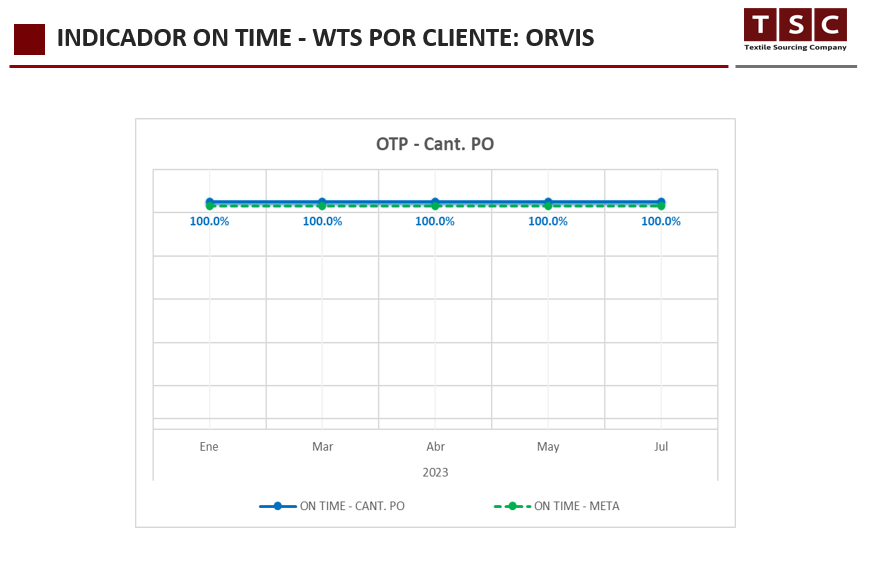 INDICADOR ON TIME - WTS POR CLIENTE: ORVIS
TSC
Textile Sourcing Company
OTP - Cant. PO
100.0% 100.0% 100.0% 100.0% 100.0%
Ene Mar Abr May Jul
2023
ON TIME - CANT. PO ON TIME - META